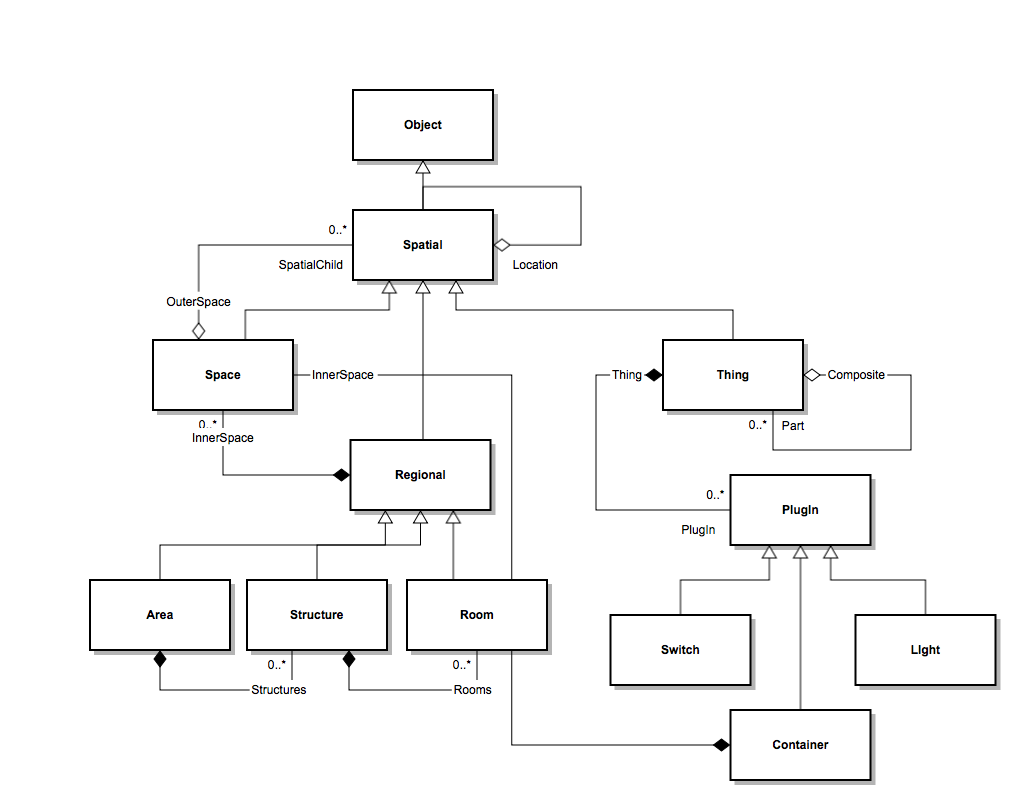 Object
0..*
Spatial
SpatialChild
Location
OuterSpace
Space
InnerSpace
Thing
Thing
Composite
0..*
InnerSpace
0..*
Part
Regional
0..*
PlugIn
PlugIn
Area
Structure
Room
Switch
LIght
0..*
0..*
Structures
Rooms
Container